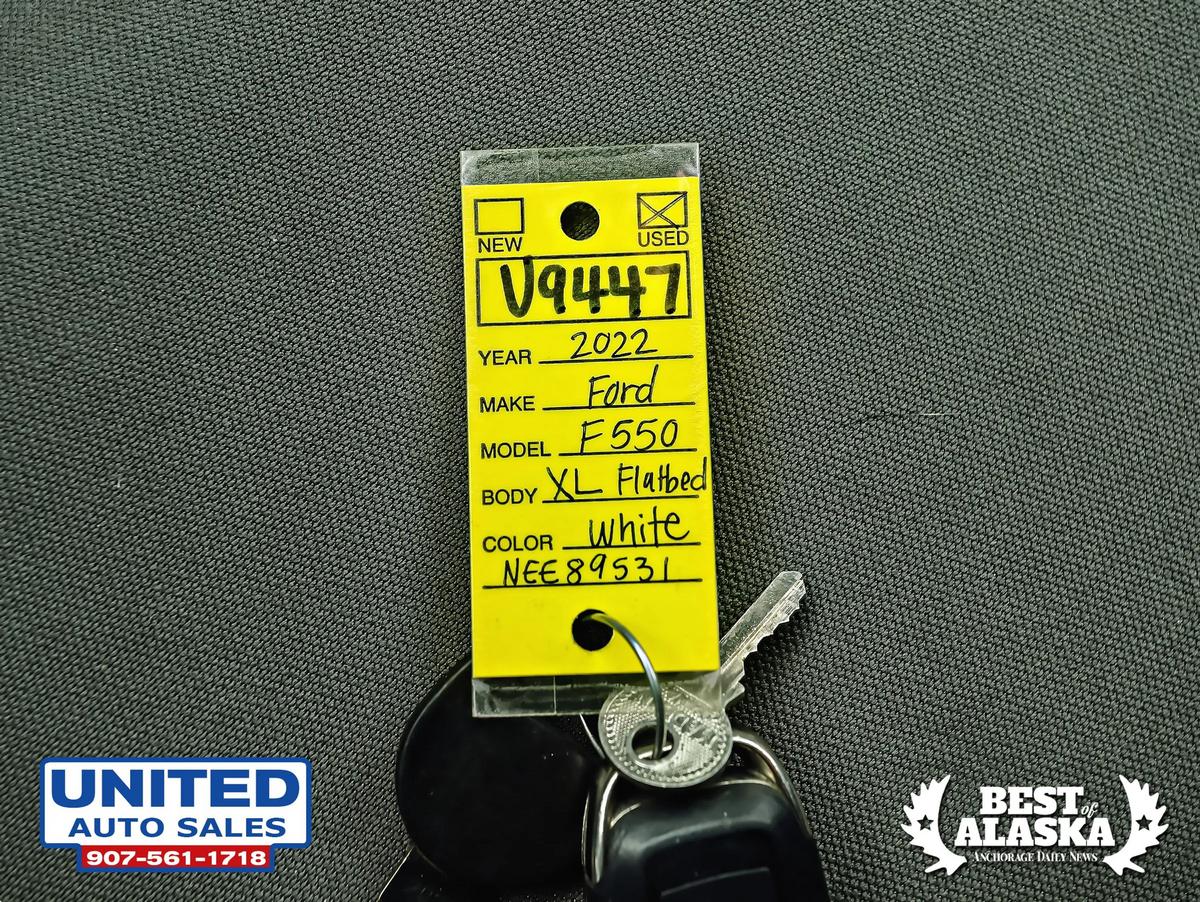 NEW USED
V9447
YEAR 2022
MAKE Ford
MODEL F550
BODY XL Flatbed
COLOR White
NEE89531
UNITED
AUTO SALES
907-561-1718
BEST of
ALASKA
ANCHORAGE DAILY NEWS